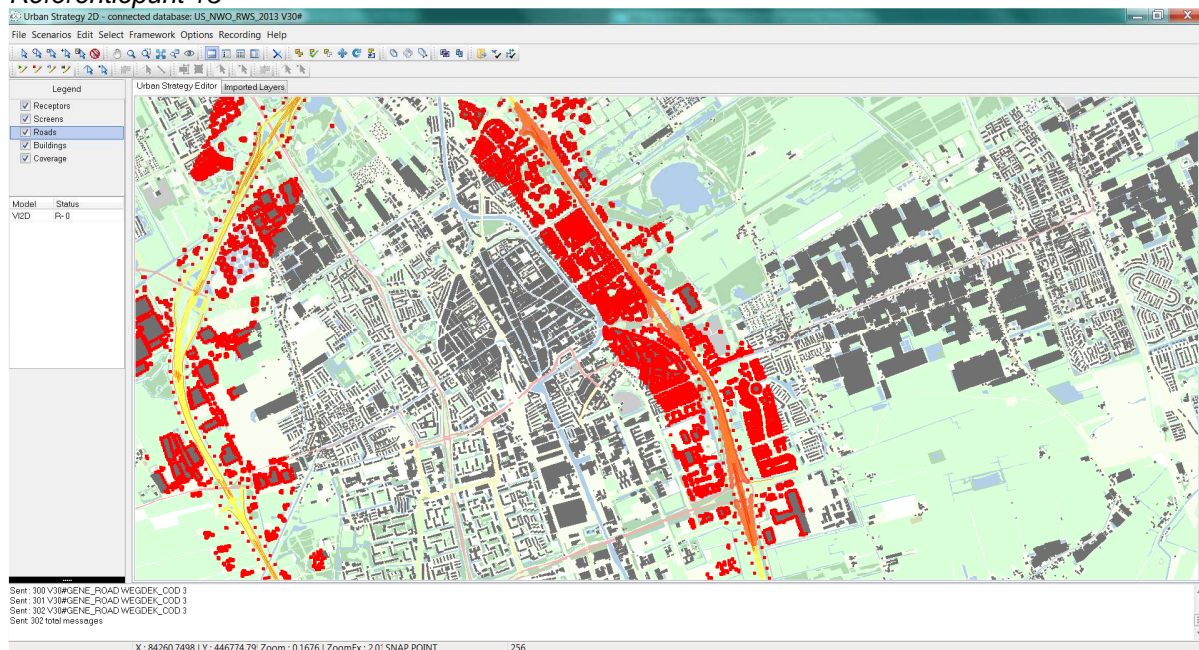 Urban Strategy 2D - connected database: US_NWO_RWS_2013 V30#
File Scenarios Edit Select Framework Options Recording Help
Legend
Receptors
Screens
Roads
Buildings
Coverage
Model Status
VI2D R- 0
Urban Strategy Editor Imported Layers
Sent : 300 V30#GENE_ROAD WEGDEK_COD 3
Sent : 301 V30#GENE_ROAD WEGDEK_COD 3
Sent : 302 V30#GENE_ROAD WEGDEK_COD 3
Sent: 302 total messages
X : 84260,7498 | Y : 446774,79 Zoom : 0,1676 | ZoomEx : 2,0 SNAP POINT 256